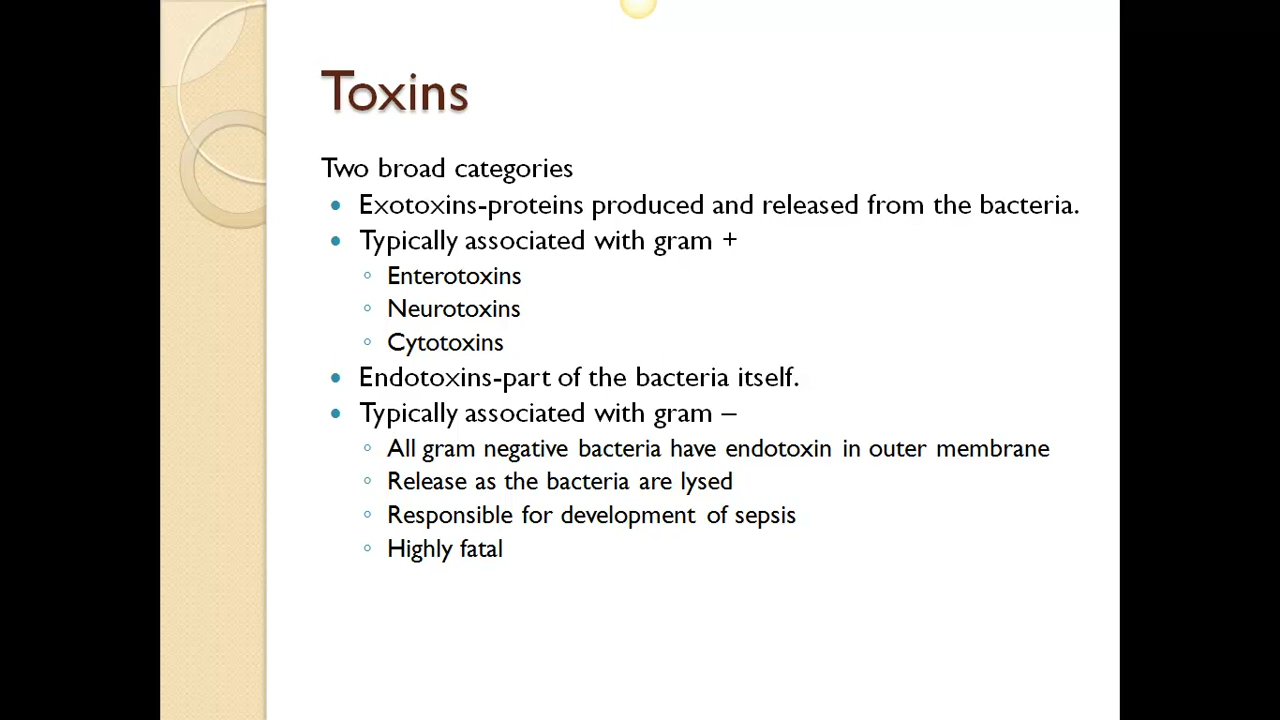 Toxins
Two broad categories
• Exotoxins-proteins produced and released from the bacteria.
• Typically associated with gram +
◦ Enterotoxins
◦ Neurotoxins
◦ Cytotoxins
• Endotoxins-part of the bacteria itself.
• Typically associated with gram –
◦ All gram negative bacteria have endotoxin in outer membrane
◦ Release as the bacteria are lysed
◦ Responsible for development of sepsis
◦ Highly fatal